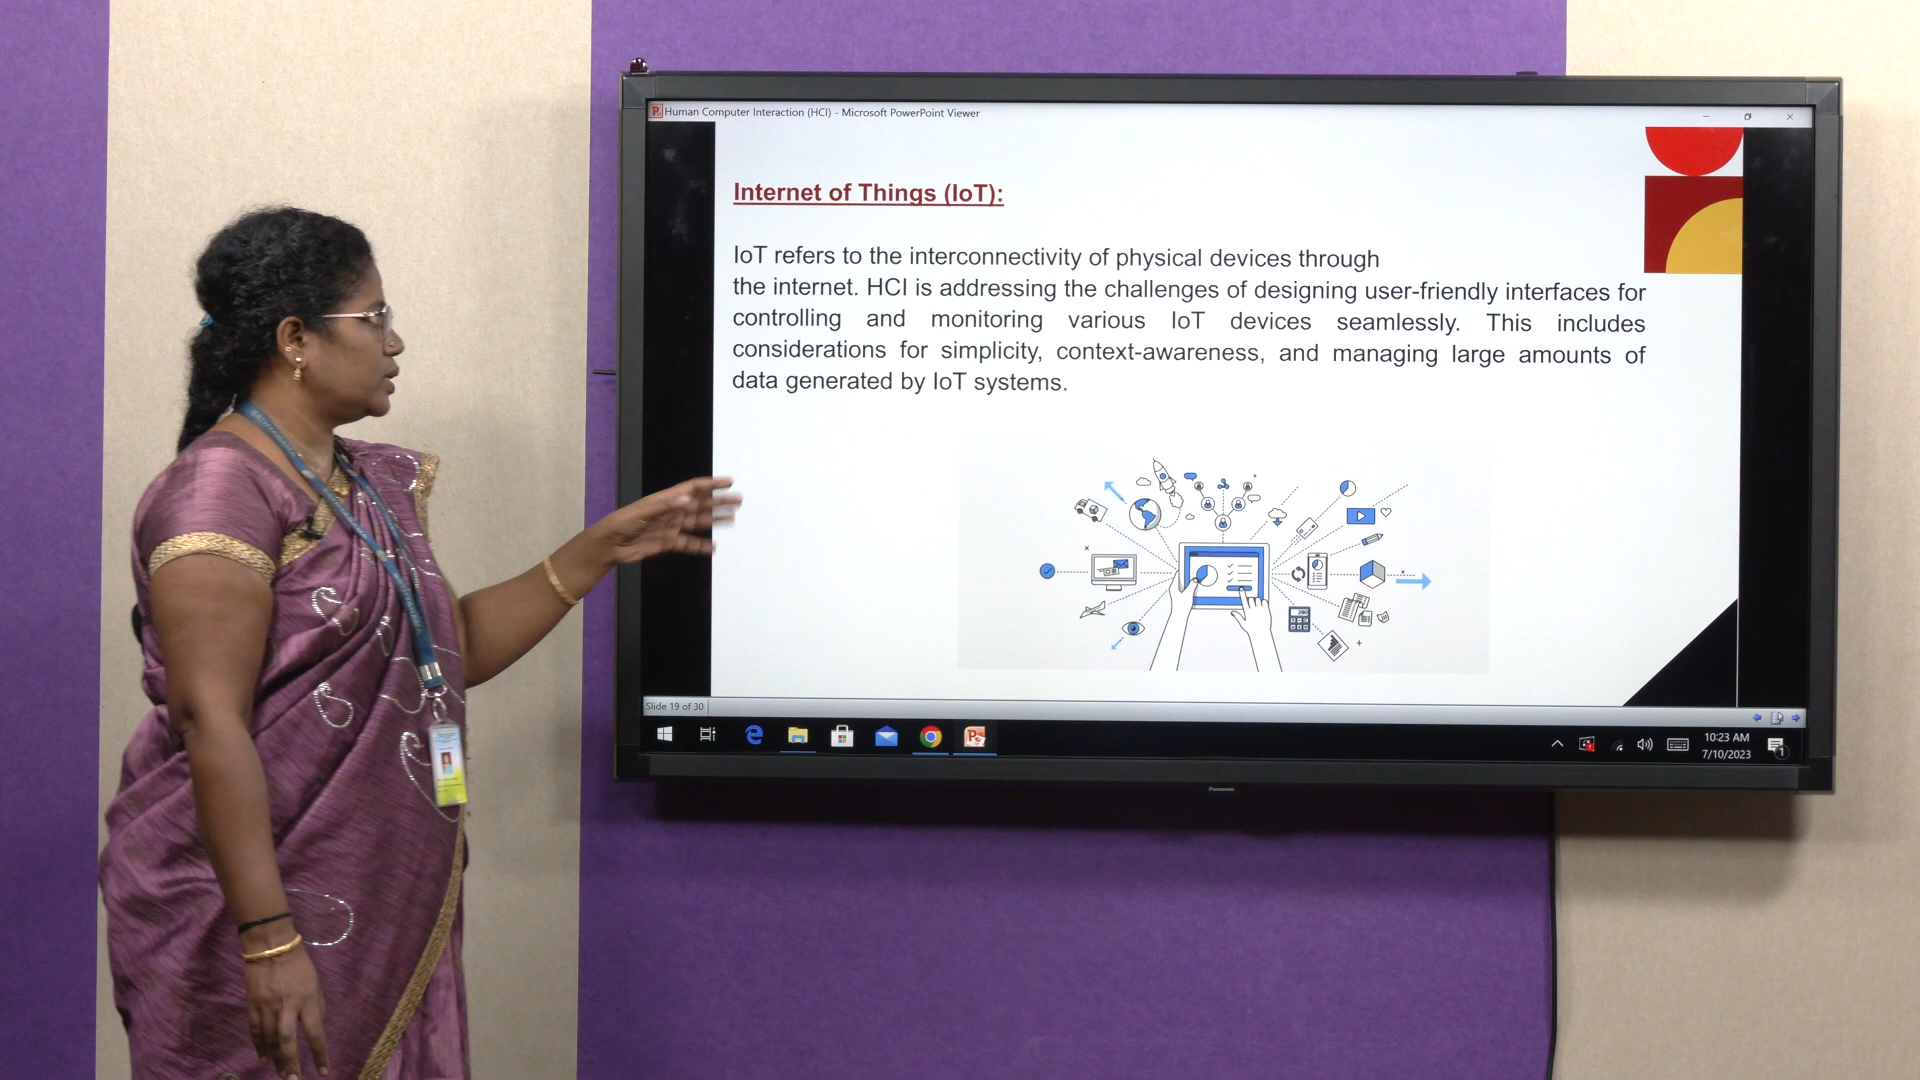 Human Computer Interaction (HCI) - Microsoft PowerPoint Viewer
Internet of Things (IoT):
IoT refers to the interconnectivity of physical devices through
the internet. HCI is addressing the challenges of designing user-friendly interfaces for
controlling and monitoring various IoT devices seamlessly. This includes
considerations for simplicity, context-awareness, and managing large amounts of
data generated by IoT systems.
Slide 19 of 30
10:23 AM
7/10/2023
Panasonic